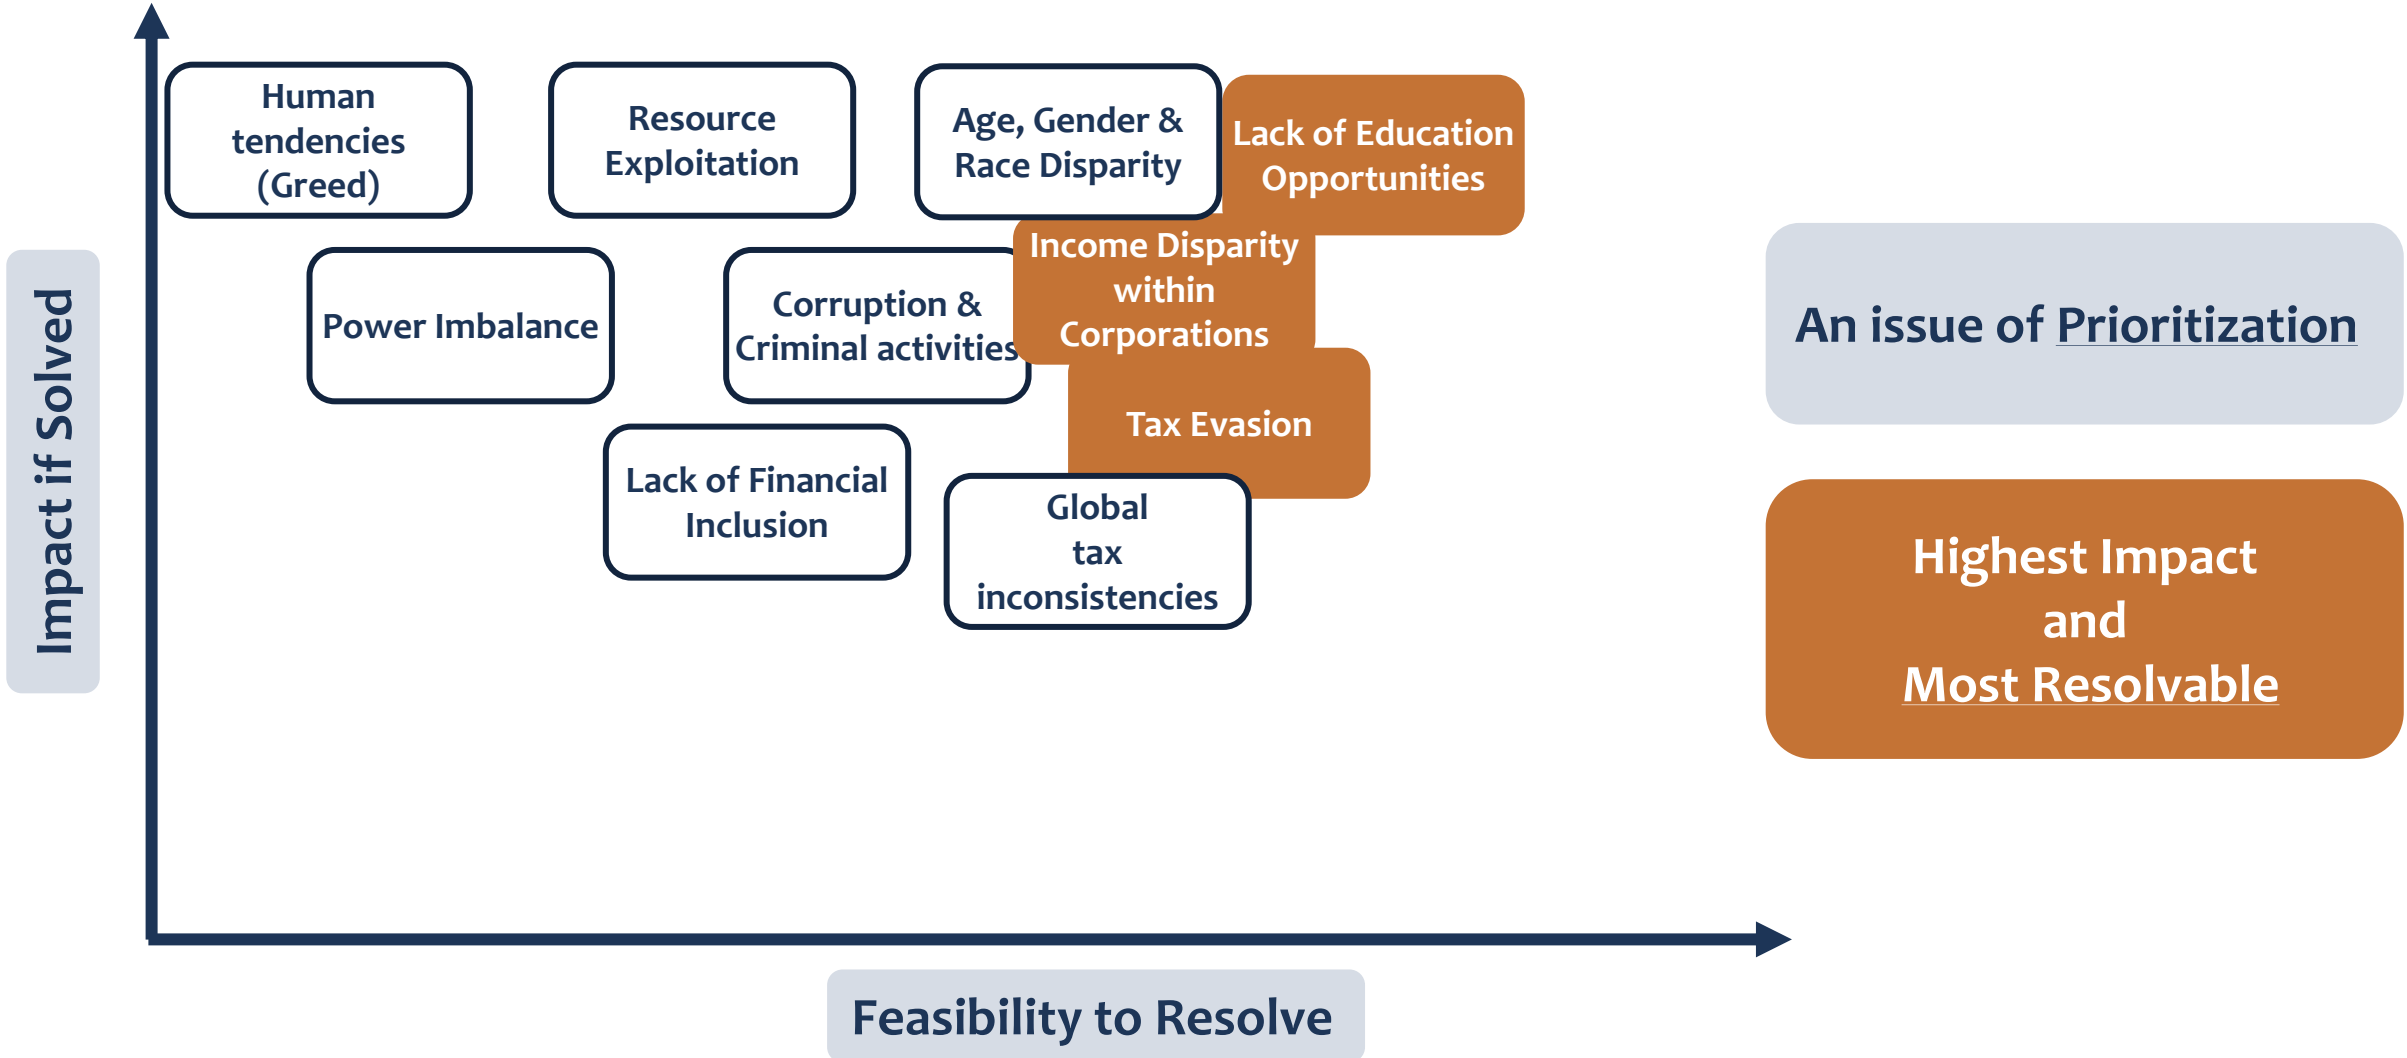 Human
tendencies
(Greed)
Resource
Exploitation
Age, Gender &
Race Disparity
Lack of Education
Opportunities
Power Imbalance
Corruption &
Criminal activities
Income Disparity
within
Corporations
Tax Evasion
Lack of Financial
Inclusion
Global
tax
inconsistencies
Impact if Solved
Feasibility to Resolve
An issue of Prioritization
Highest Impact
and
Most Resolvable